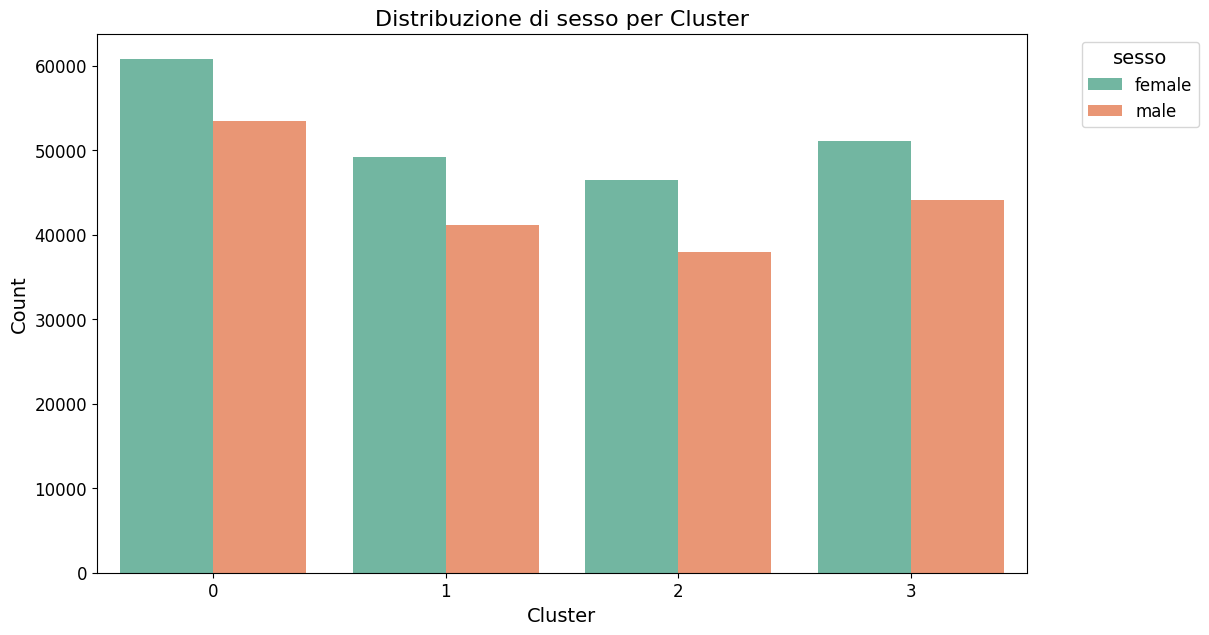 Distribuzione di sesso per Cluster
sesso
female
male
60000
50000
40000
30000
20000
10000
0
Count
0 1 2 3
Cluster